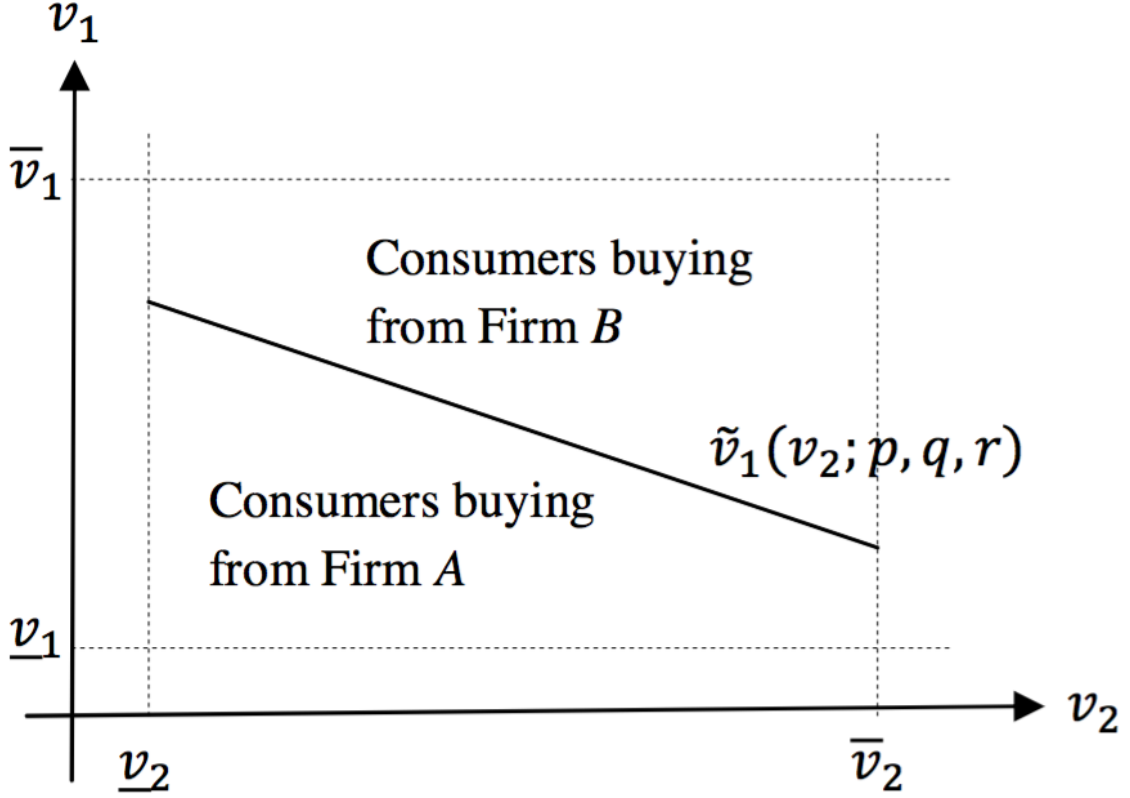 v₁
v̅₁
Consumers buying
from Firm B
ṽ₁(v₂; p, q, r)
Consumers buying
from Firm A
v̲₁
v₂
v̲₂
v̅₂